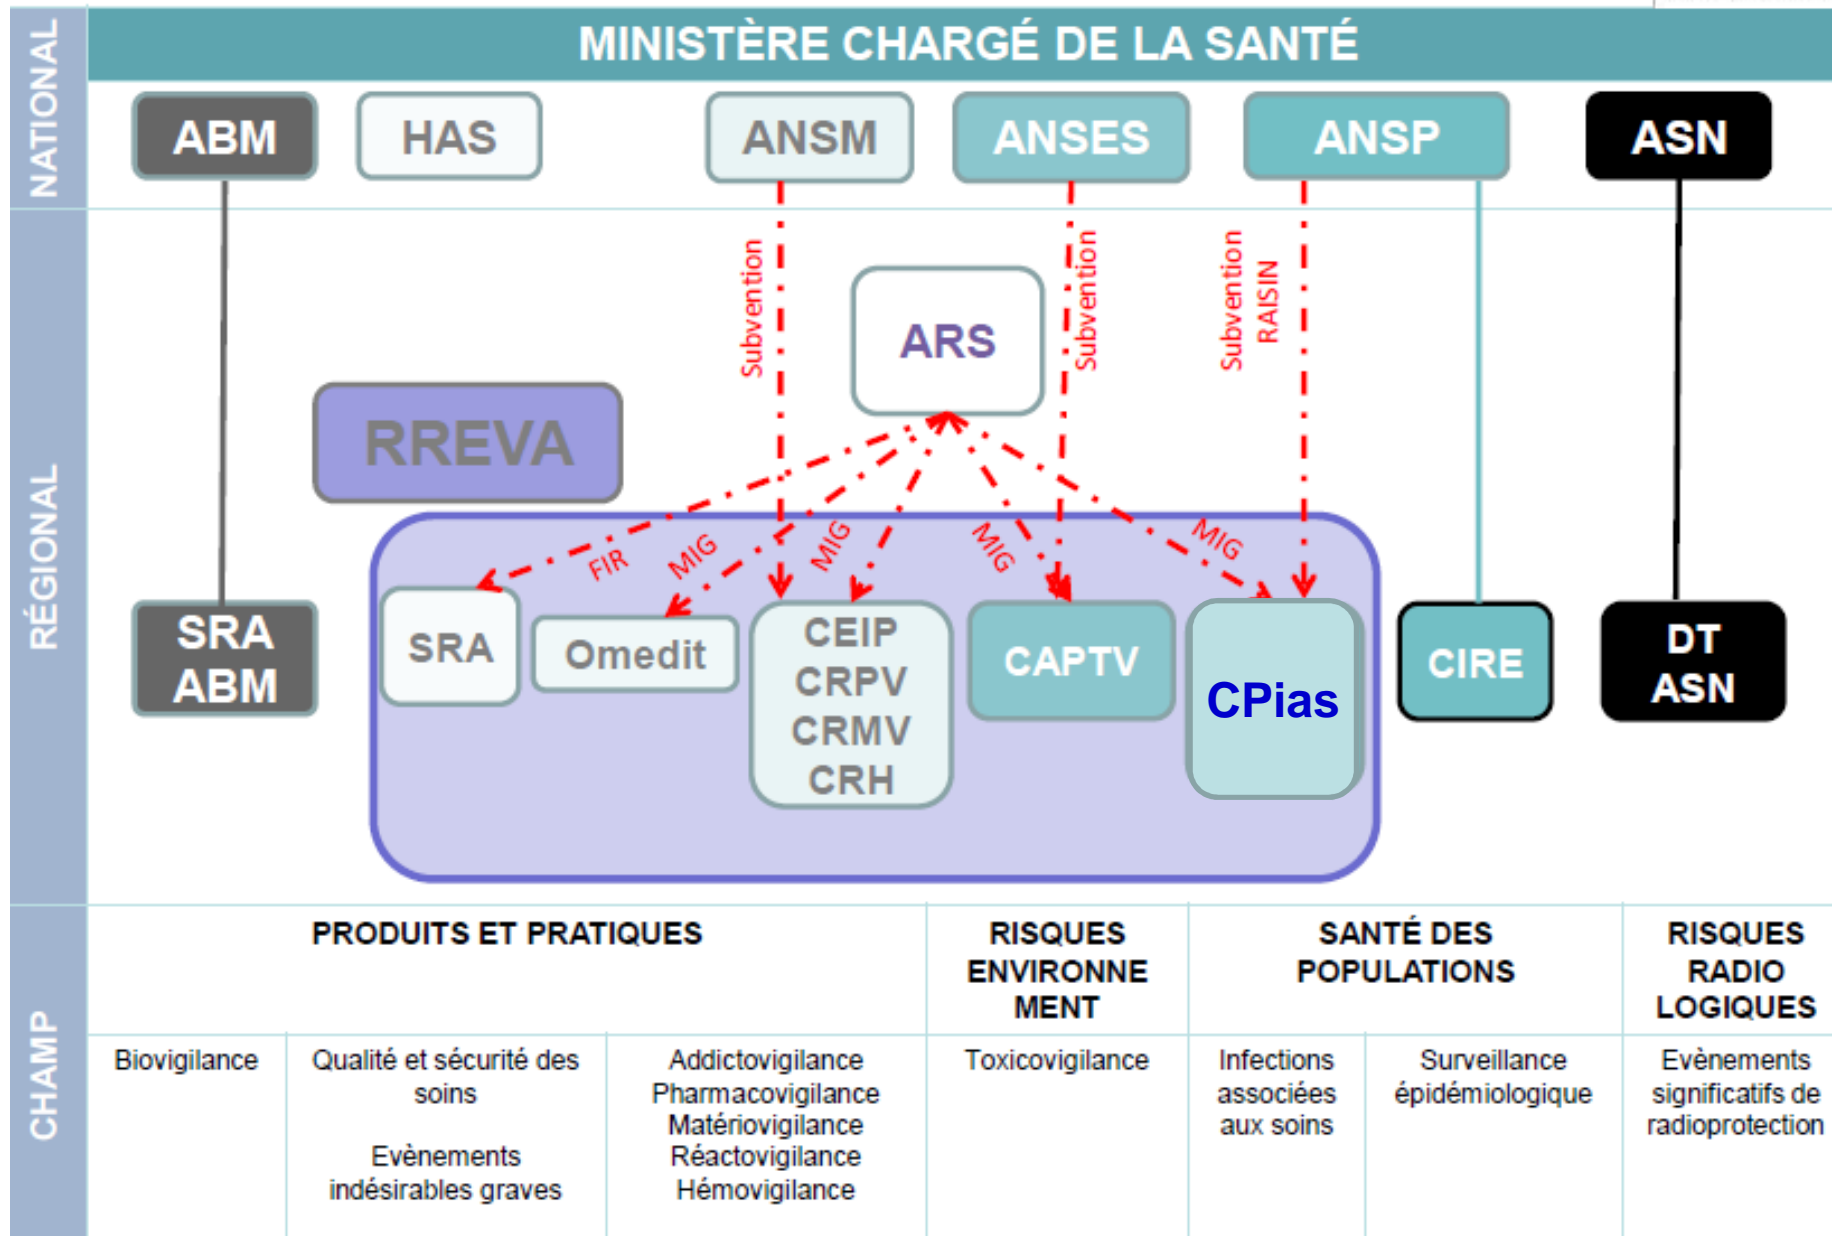 MINISTÈRE CHARGÉ DE LA SANTÉ
NATIONAL
ABM
HAS
ANSM
ANSES
ANSP
ASN
RÉGIONAL
Subvention
Subvention
Subvention
RAISIN
ARS
RREVA
FIR
MIG
MIG
MIG
MIG
SRA
ABM
SRA
Omedit
CEIP
CRPV
CRMV
CRH
CAPTV
CPias
CIRE
DT
ASN
CHAMP
PRODUITS ET PRATIQUES
RISQUES
ENVIRONNE
MENT
SANTÉ DES
POPULATIONS
RISQUES
RADIO
LOGIQUES
Biovigilance
Qualité et sécurité des
soins
Evènements
indésirables graves
Addictovigilance
Pharmacovigilance
Matériovigilance
Réactovigilance
Hémovigilance
Toxicovigilance
Infections
associées
aux soins
Surveillance
épidémiologique
Evènements
significatifs de
radioprotection